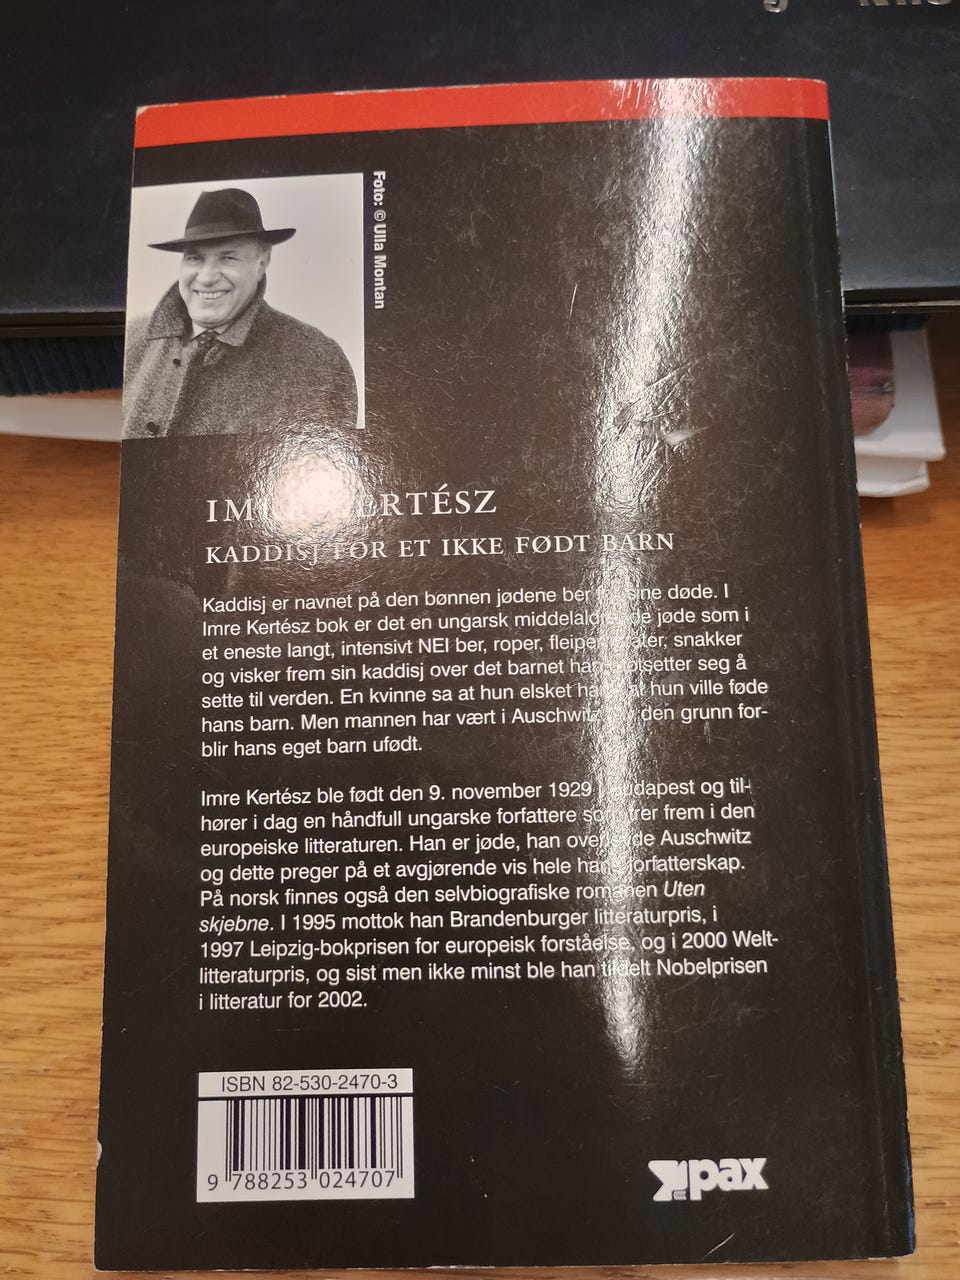 Foto: © Ulla Montan
KERTÉSZ
KADDISJ FOR ET IKKE FØDT BARN
Kaddisj er navnet på den bønnen jødene ber sine døde. I
Imre Kertész bok er det en ungarsk middelaldrende jøde som i
et eneste langt, intensivt NEI ber, roper, snakker
og visker frem sin kaddisj over det barnet han motsetter seg å
sette til verden. En kvinne sa at hun elsket hun ville føde
hans barn. Men mannen har vært i Auschwitz den grunn for-
blir hans eget barn ufødt.
Imre Kertész ble født den 9. november 1929 Budapest og til-
hører i dag en håndfull ungarske forfattere som trer frem i den
europeiske litteraturen. Han er jøde, han overlevde Auschwitz
og dette preger på et avgjørende vis hele hans forfatterskap.
På norsk finnes også den selvbiografiske romanen Uten
skjebne. I 1995 mottok han Brandenburger litteraturpris, i
1997 Leipzig-bokprisen for europeisk forståelse, og i 2000 Welt-
litteraturpris, og sist men ikke minst ble han tildelt Nobelprisen
i litteratur for 2002.
ISBN 82-530-2470-3
9 788253 024707
pax